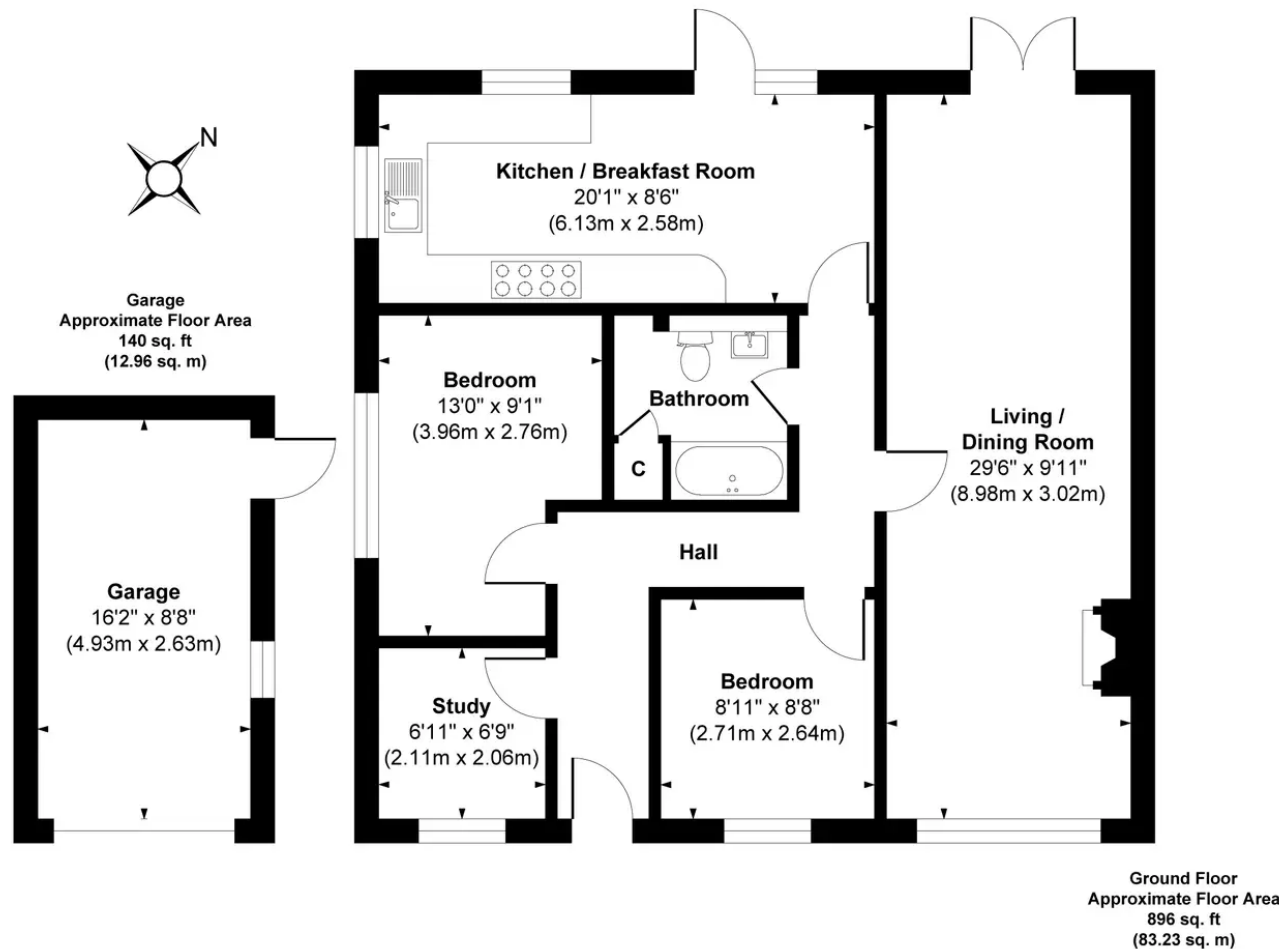 N
Garage
Approximate Floor Area
140 sq. ft
(12.96 sq. m)
Kitchen / Breakfast Room
20'1" x 8'6"
(6.13m x 2.58m)
Bedroom
13'0" x 9'1"
(3.96m x 2.76m)
Bathroom
C
Living /
Dining Room
29'6" x 9'11"
(8.98m x 3.02m)
Hall
Garage
16'2" x 8'8"
(4.93m x 2.63m)
Study
6'11" x 6'9"
(2.11m x 2.06m)
Bedroom
8'11" x 8'8"
(2.71m x 2.64m)
Ground Floor
Approximate Floor Area
896 sq. ft
(83.23 sq. m)